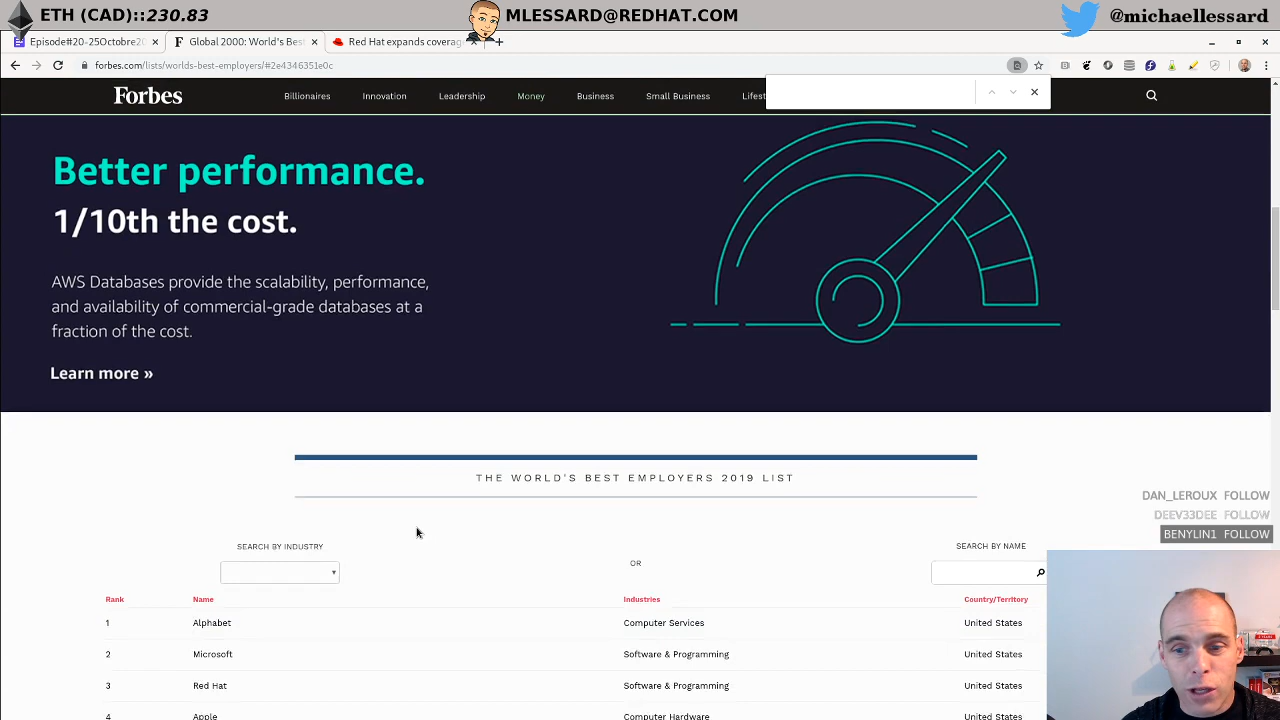 ETH (CAD)::230.83
MLESSARD@REDHAT.COM
@michaellessard
Episode#20-25Octobre20
Global 2000: World's Bes
Red Hat expands coverag
forbes.com/lists/worlds-best-employers/#2e4346351e0c
Forbes
Billionaires
Innovation
Leadership
Money
Business
Small Business
Lifest
Better performance.
1/10th the cost.
AWS Databases provide the scalability, performance,
and availability of commercial-grade databases at a
fraction of the cost.
Learn more »
THE WORLD'S BEST EMPLOYERS 2019 LIST
DAN_LEROUX FOLLOW
DEEV33DEE FOLLOW
BENYLIN1 FOLLOW
SEARCH BY INDUSTRY
OR
SEARCH BY NAME
Rank Name Industries Country/Territory
1 Alphabet Computer Services United States
2 Microsoft Software & Programming United States
3 Red Hat Software & Programming United States
4 Apple Computer Hardware United States